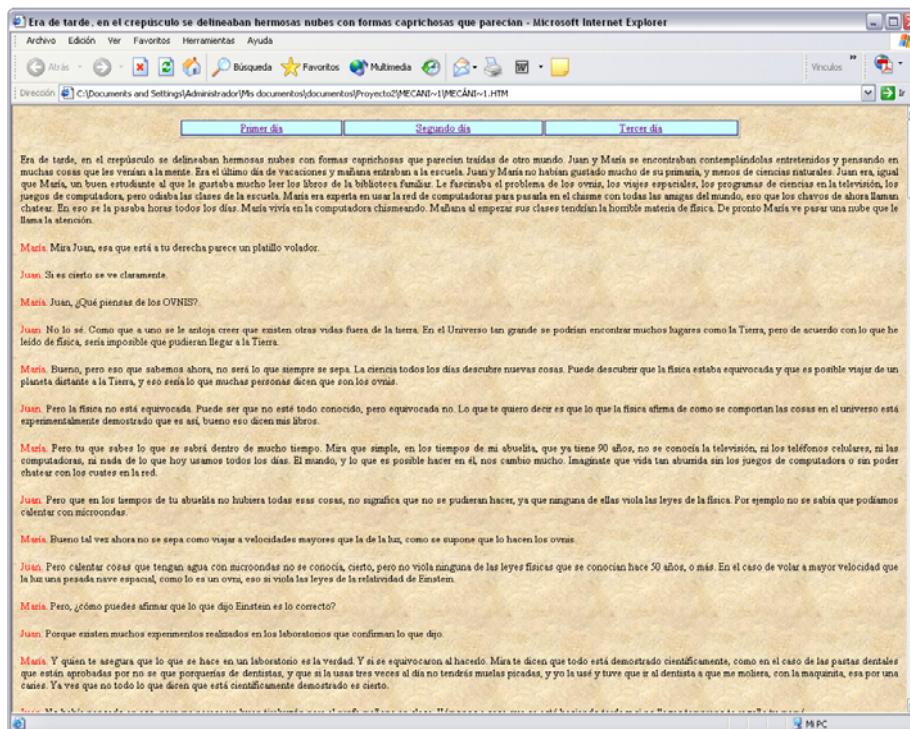 Era de tarde, en el crepúsculo se delineaban hermosas nubes con formas caprichosas que parecían - Microsoft Internet Explorer
Archivo Edición Ver Favoritos Herramientas Ayuda
Atrás Búsqueda Favoritos Multimedia Vínculos
Dirección C:\Documents and Settings\Administrador\Mis documentos\documentos\Proyecto2\MECANI~1\MECÁNI~1.HTM Ir
Primer día Segundo día Tercer día
Era de tarde, en el crepúsculo se delineaban hermosas nubes con formas caprichosas que parecían traídas de otro mundo. Juan y María se encontraban contemplándolas entretenidos y pensando en
muchas cosas que les venían a la mente. Era el último día de vacaciones y mañana entraban a la escuela. Juan y María no habían gustado mucho de su primaria, y menos de ciencias naturales. Juan era, igual
que María, un buen estudiante al que le gustaba mucho leer los libros de la biblioteca familiar. Le fascinaba el problema de los ovnis, los viajes espaciales, los programas de ciencias en la televisión, los
juegos de computadora, pero odiaba las clases de la escuela. María era experta en usar la red de computadoras para pasarla en el chisme con todas las amigas del mundo, eso que los chavos de ahora llaman
chatear. En eso se la pasaba horas todos los días. María vivía en la computadora chismeando. Mañana al empezar sus clases tendrían la horrible materia de física. De pronto María ve pasar una nube que le
llama la atención.
María. Mira Juan, esa que está a tu derecha parece un platillo volador.
Juan. Si es cierto se ve claramente.
María. Juan, ¿Qué piensas de los OVNIS?.
Juan. No lo sé. Como que a uno se le antoja creer que existen otras vidas fuera de la tierra. En el Universo tan grande se podrían encontrar muchos lugares como la Tierra, pero de acuerdo con lo que he
leído de física, sería imposible que pudieran llegar a la Tierra.
María. Bueno, pero eso que sabemos ahora, no será lo que siempre se sepa. La ciencia todos los días descubre nuevas cosas. Puede descubrir que la física estaba equivocada y que es posible viajar de un
planeta distante a la Tierra, y eso sería lo que muchas personas dicen que son los ovnis.
Juan. Pero la física no está equivocada. Puede ser que no esté todo conocido, pero equivocada no. Lo que te quiero decir es que lo que la física afirma de como se comportan las cosas en el universo está
experimentalmente demostrado que es así, bueno eso dicen mis libros.
María. Pero tu que sabes lo que se sabrá dentro de mucho tiempo. Mira que simple, en los tiempos de mi abuelita, que ya tiene 90 años, no se conocía la televisión, ni los teléfonos celulares, ni las
computadoras, ni nada de lo que hoy usamos todos los días. El mundo, y lo que es posible hacer en él, nos cambio mucho. Imagínate que vida tan aburrida sin los juegos de computadora o sin poder
chatear con los cuates en la red.
Juan. Pero que en los tiempos de tu abuelita no hubiera todas esas cosas, no significa que no se pudieran hacer, ya que ninguna de ellas viola las leyes de la física. Por ejemplo no se sabía que podíamos
calentar con microondas.
María. Bueno tal vez ahora no se sepa como viajar a velocidades mayores que la de la luz, como se supone que lo hacen los ovnis.
Juan. Pero calentar cosas que tengan agua con microondas no se conocía, cierto, pero no viola ninguna de las leyes físicas que se conocían hace 50 años, o más. En el caso de volar a mayor velocidad que
la luz una pesada nave espacial, como lo es un ovni, eso si viola las leyes de la relatividad de Einstein.
María. Pero, ¿cómo puedes afirmar que lo que dijo Einstein es lo correcto?
Juan. Porque existen muchos experimentos realizados en los laboratorios que confirman lo que dijo.
María. Y quien te asegura que lo que se hace en un laboratorio es la verdad. Y si se equivocaron al hacerlo. Mira te dicen que todo está demostrado científicamente, como en el caso de las pastas dentales
que están aprobadas por no se que porquerías de dentistas, y que si la usas tres veces al día no tendrás muelas picadas, y yo la usé y tuve que ir al dentista a que me moliera, con la maquinita, esa por una
caries. Ya ves que no todo lo que dicen que está científicamente demostrado es cierto.
Mi PC